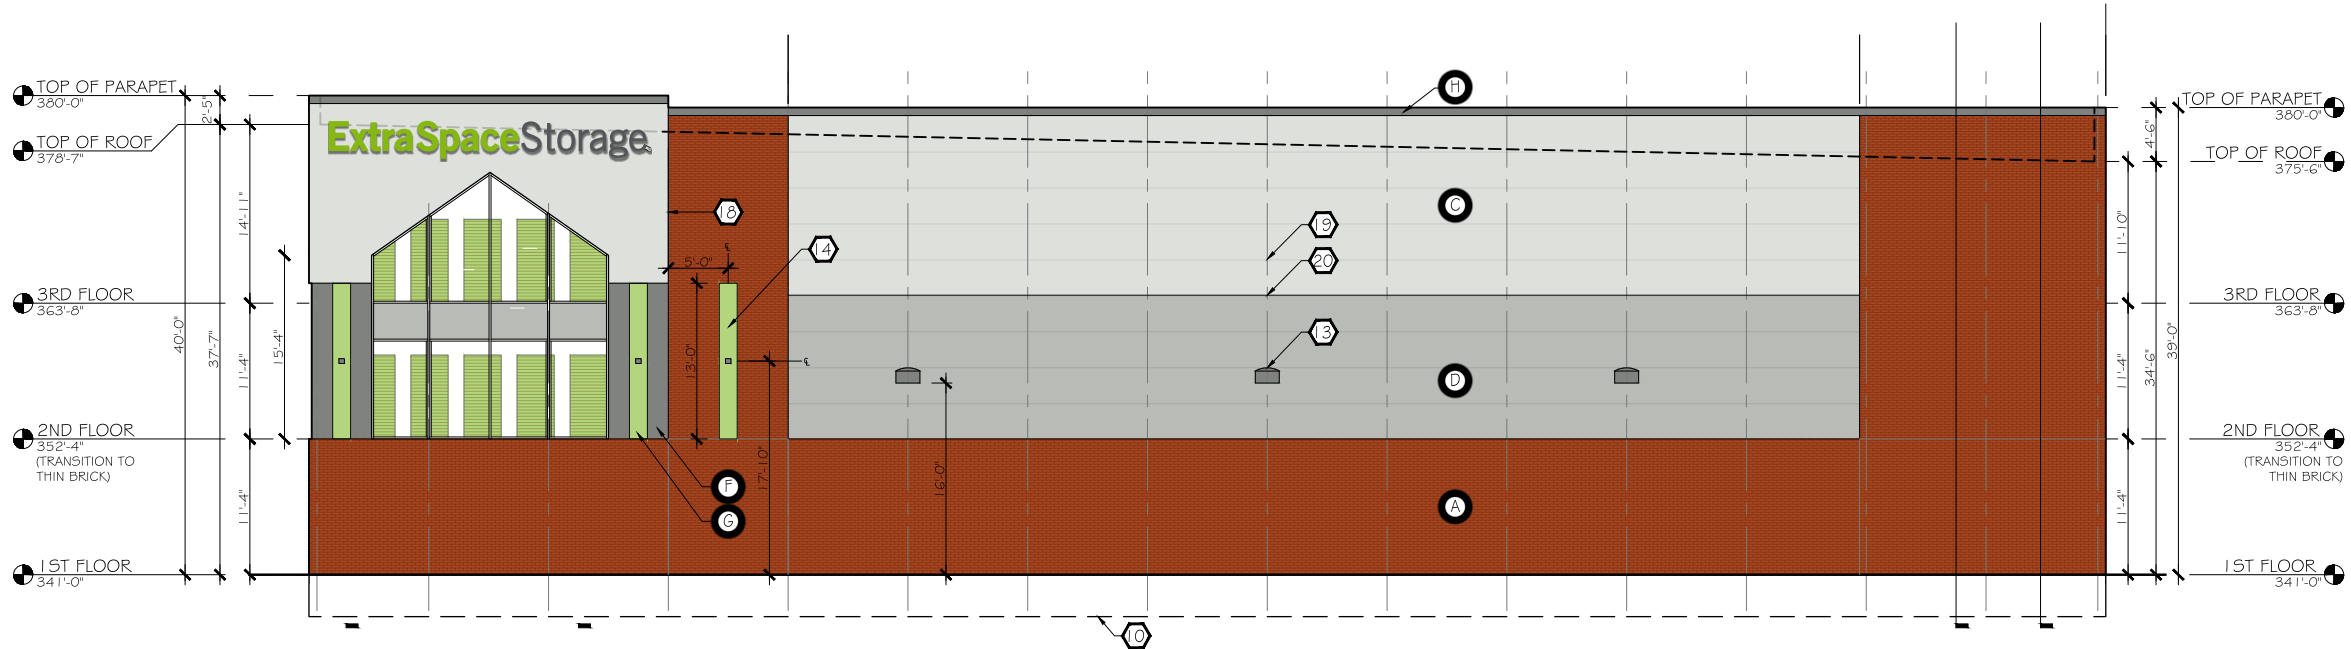 TOP OF PARAPET
380'-0"
TOP OF ROOF
378'-7"
3RD FLOOR
363'-8"
2ND FLOOR
352'-4"
(TRANSITION TO
THIN BRICK)
1ST FLOOR
341'-0"
40'-0"
2'-5"
37'-7"
14'-11"
11'-4"
11'-4"
15'-4"
ExtraSpaceStorage
18
14
5'-0"
13'-0"
17'-10"
16'-0"
F
G
H
C
19
20
13
D
A
10
TOP OF PARAPET
380'-0"
TOP OF ROOF
375'-6"
3RD FLOOR
363'-8"
2ND FLOOR
352'-4"
(TRANSITION TO
THIN BRICK)
1ST FLOOR
341'-0"
4'-6"
11'-10"
11'-4"
11'-4"
34'-6"
39'-0"